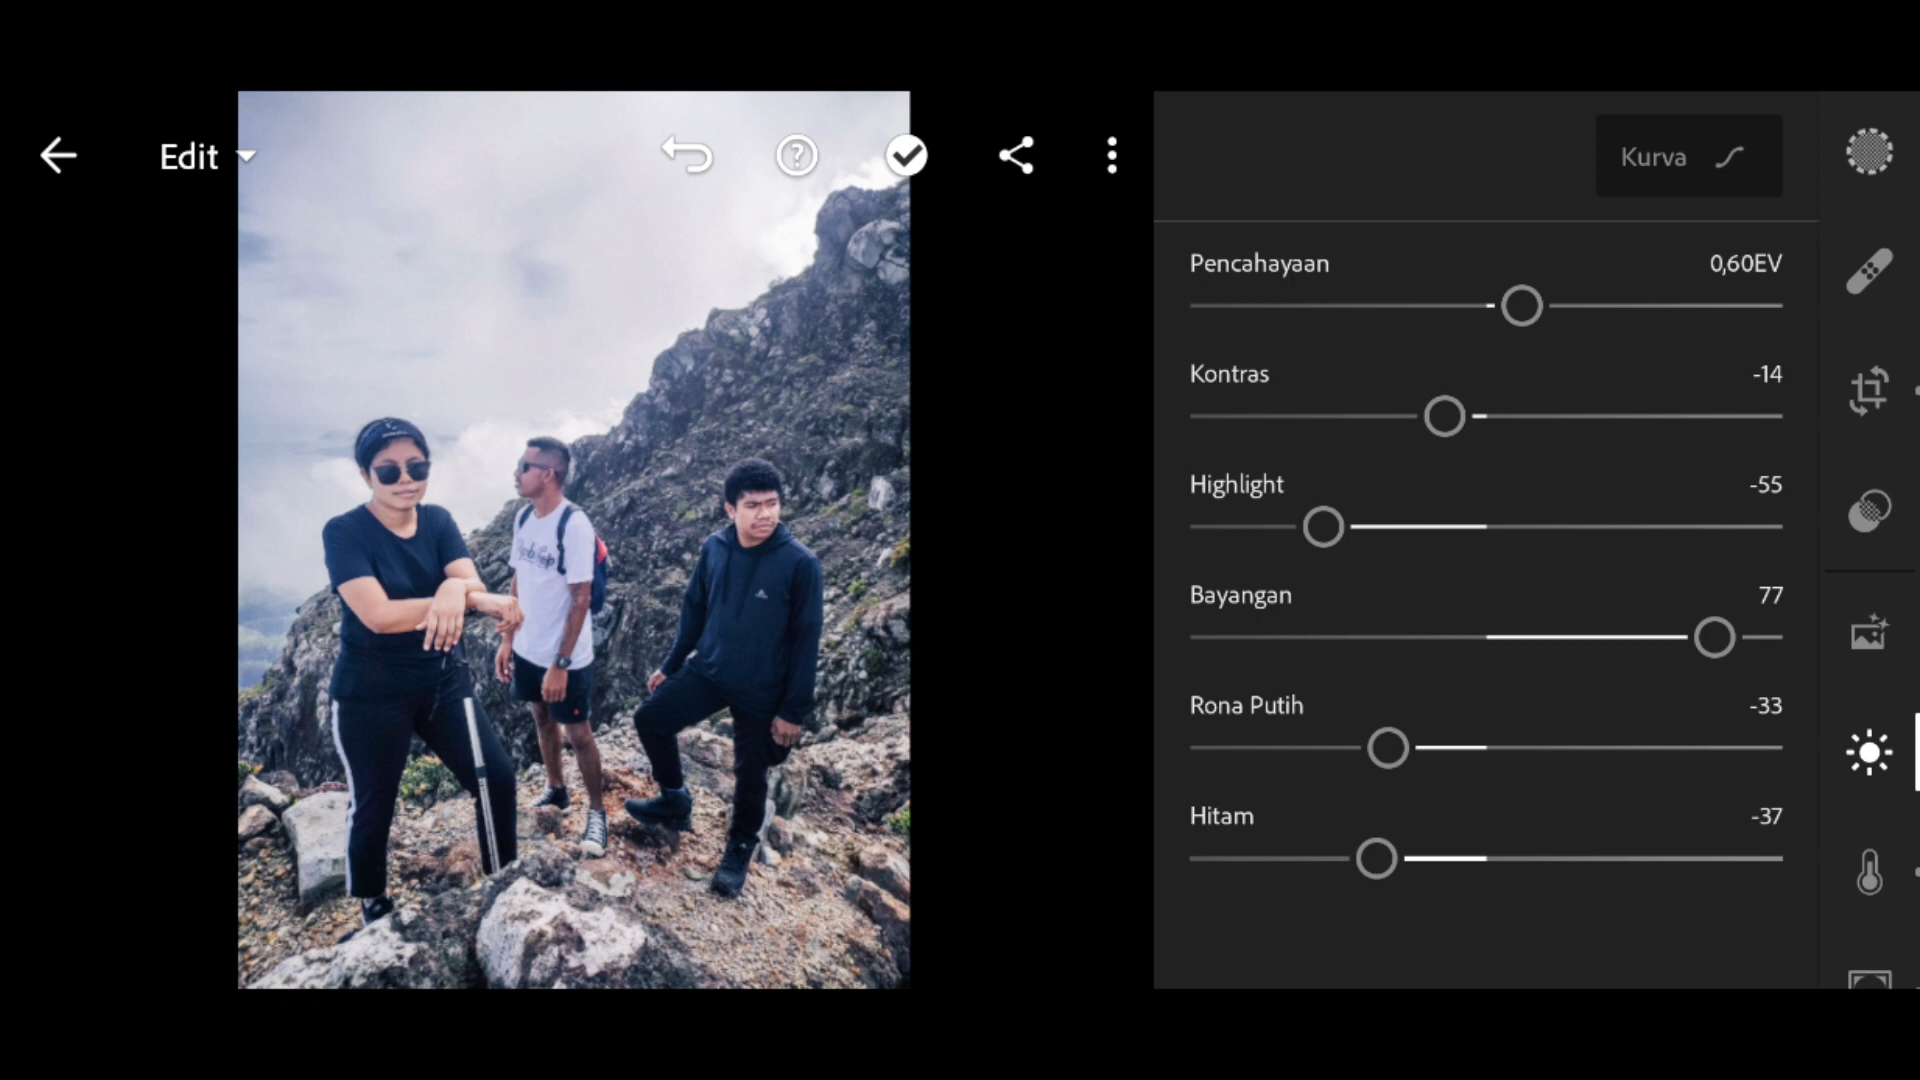 Edit
Kurva
Pencahayaan 0,60EV
Kontras -14
Highlight -55
Bayangan 77
Rona Putih -33
Hitam -37